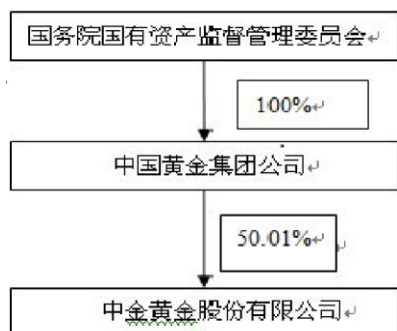 国务院国有资产监督管理委员会
100%
中国黄金集团公司
50.01%
中金黄金股份有限公司